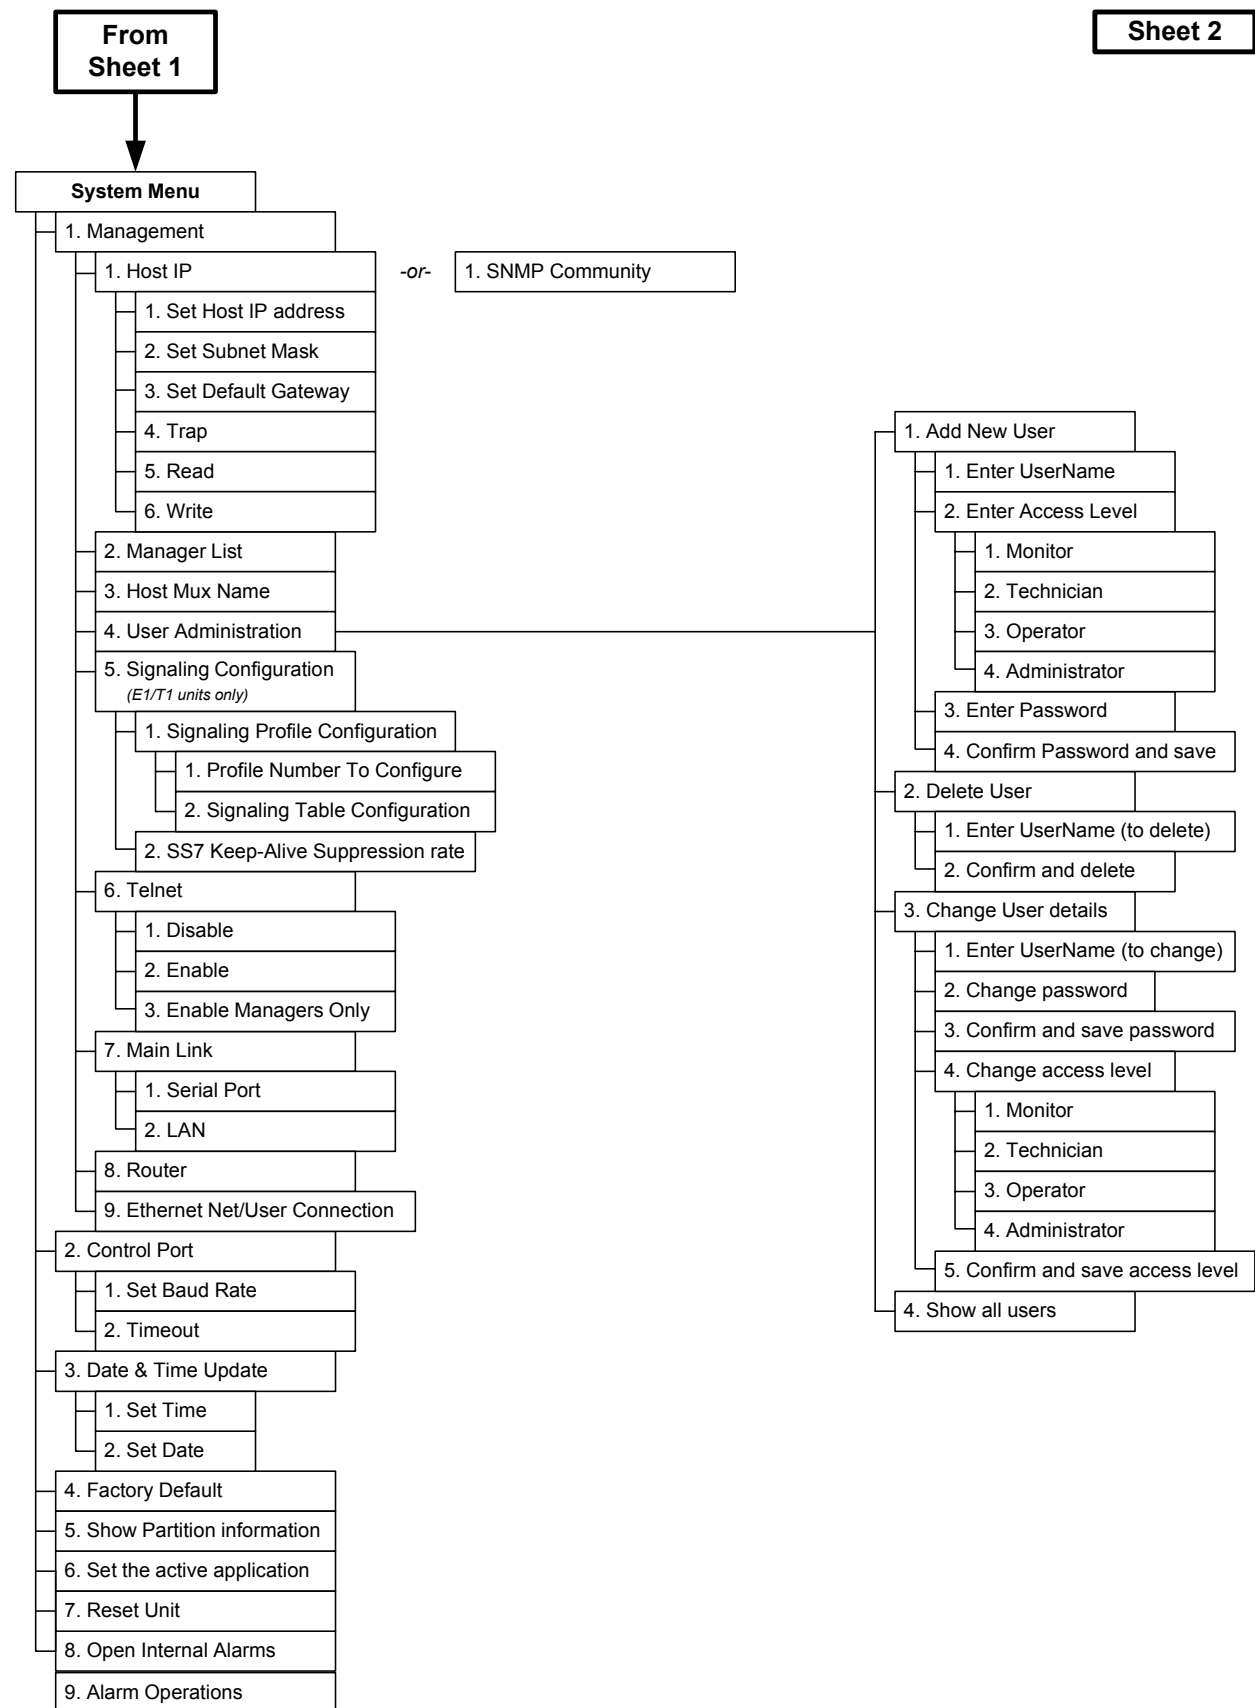 From
Sheet 1
Sheet 2
System Menu
1. Management
1. Host IP
-or-
1. SNMP Community
1. Set Host IP address
2. Set Subnet Mask
3. Set Default Gateway
4. Trap
5. Read
6. Write
2. Manager List
3. Host Mux Name
4. User Administration
5. Signaling Configuration
(E1/T1 units only)
1. Signaling Profile Configuration
1. Profile Number To Configure
2. Signaling Table Configuration
2. SS7 Keep-Alive Suppression rate
6. Telnet
1. Disable
2. Enable
3. Enable Managers Only
7. Main Link
1. Serial Port
2. LAN
8. Router
9. Ethernet Net/User Connection
2. Control Port
1. Set Baud Rate
2. Timeout
3. Date & Time Update
1. Set Time
2. Set Date
4. Factory Default
5. Show Partition information
6. Set the active application
7. Reset Unit
8. Open Internal Alarms
9. Alarm Operations
1. Add New User
1. Enter UserName
2. Enter Access Level
1. Monitor
2. Technician
3. Operator
4. Administrator
3. Enter Password
4. Confirm Password and save
2. Delete User
1. Enter UserName (to delete)
2. Confirm and delete
3. Change User details
1. Enter UserName (to change)
2. Change password
3. Confirm and save password
4. Change access level
1. Monitor
2. Technician
3. Operator
4. Administrator
5. Confirm and save access level
4. Show all users